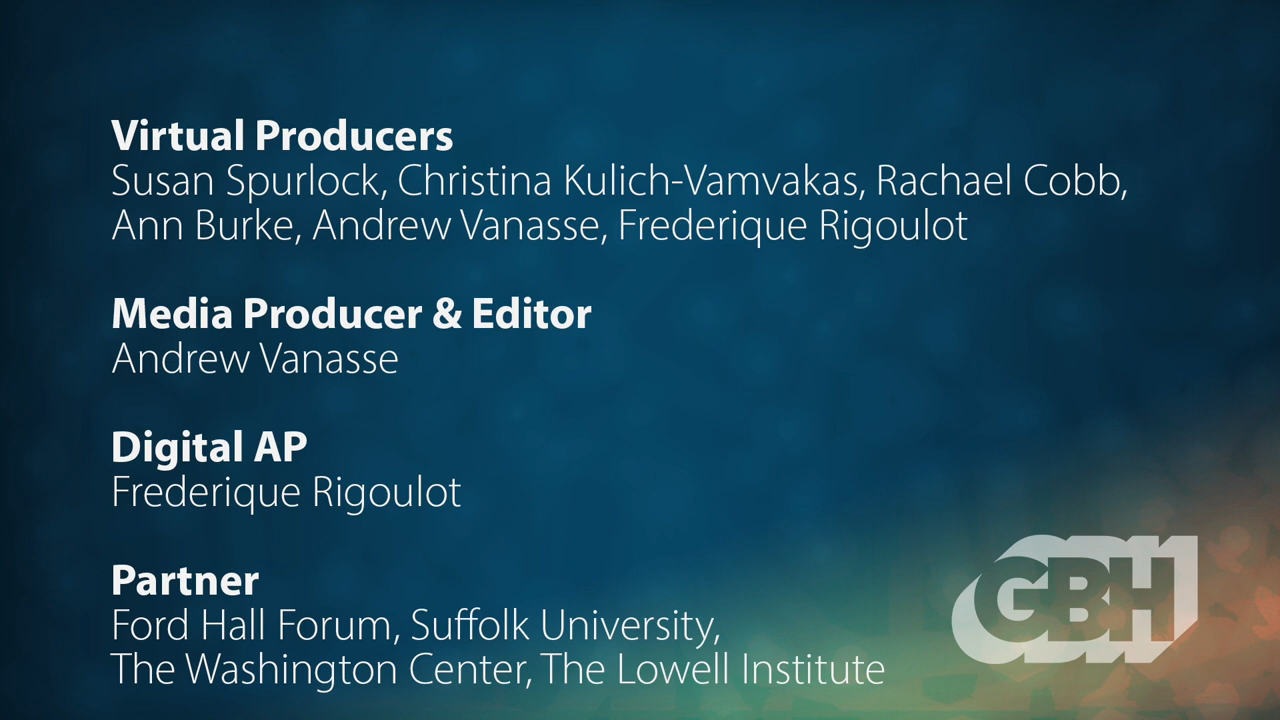 Virtual Producers
Susan Spurlock, Christina Kulich-Vamvakas, Rachael Cobb,
Ann Burke, Andrew Vanasse, Frederique Rigoulot
Media Producer & Editor
Andrew Vanasse
Digital AP
Frederique Rigoulot
Partner
Ford Hall Forum, Suffolk University,
The Washington Center, The Lowell Institute
GBH